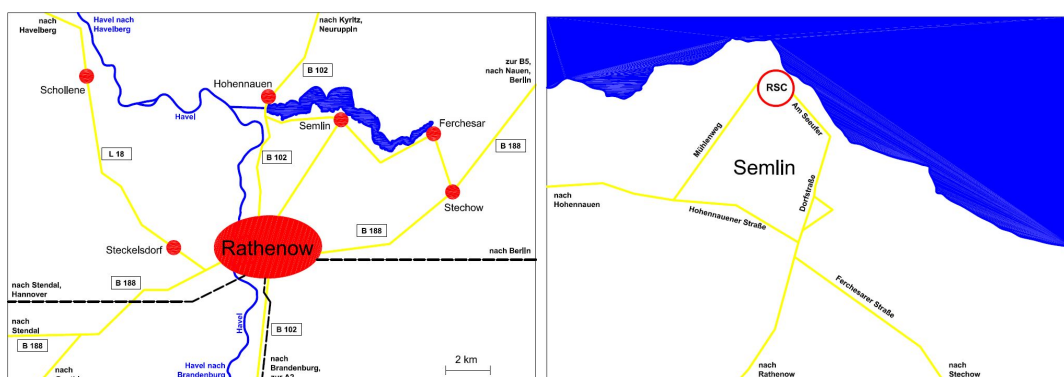 nach
Havelberg
Havel nach
Havelberg
nach Kyritz,
Neuruppin
zur B5,
nach Nauen,
Berlin
B 102
Hohennauen
Schollene
Havel
Semlin
Ferchesar
B 188
L 18
B 102
Stechow
Rathenow
B 188
Steckelsdorf
nach Berlin
nach Stendal,
Hannover
B 188
nach
Stendal
B 188
Havel
B 102
Havel nach
Brandenburg
nach
Brandenburg,
zur A2
2 km
RSC
Am Seeufer
Mühlenweg
Semlin
Dorfstraße
nach
Hohennauen
Hohennauener Straße
Ferchesarer Straße
nach
Rathenow
nach
Stechow